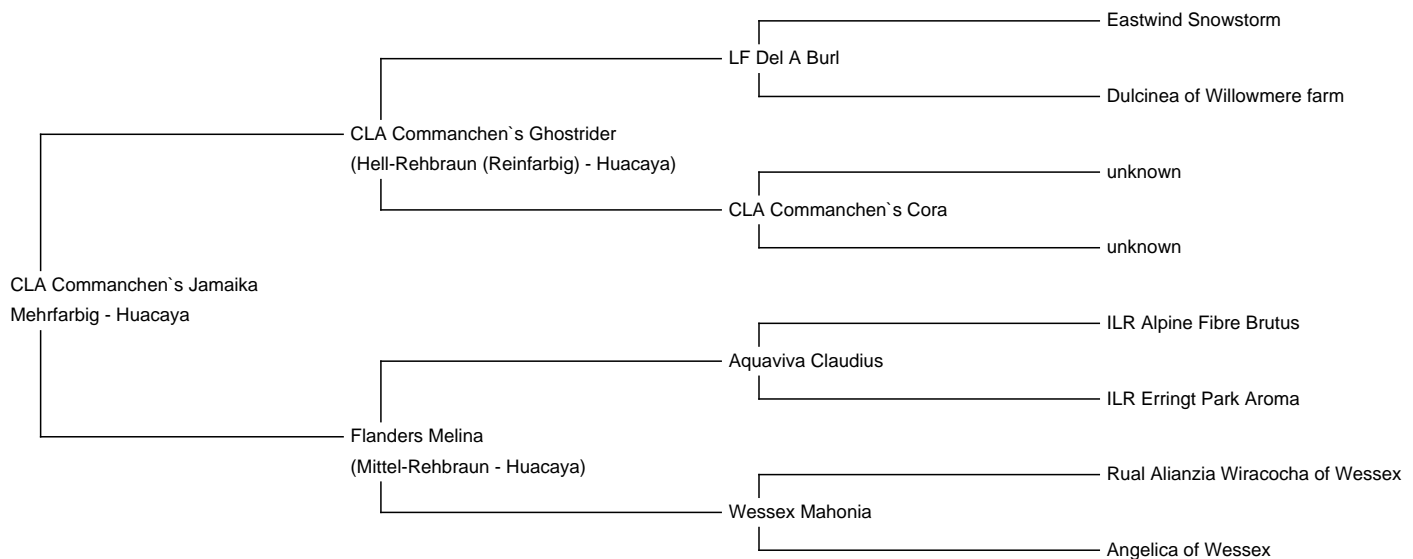 Eastwind Snowstorm
LF Del A Burl
Dulcinea of Willowmere farm
CLA Commanchen`s Ghostrider
(Hell-Rehbraun (Reinfarbig) - Huacaya)
unknown
CLA Commanchen`s Cora
unknown
CLA Commanchen`s Jamaika
Mehrfarbig - Huacaya
ILR Alpine Fibre Brutus
Aquaviva Claudius
ILR Erringt Park Aroma
Flanders Melina
(Mittel-Rehbraun - Huacaya)
Rual Alianzia Wiracocha of Wessex
Wessex Mahonia
Angelica of Wessex